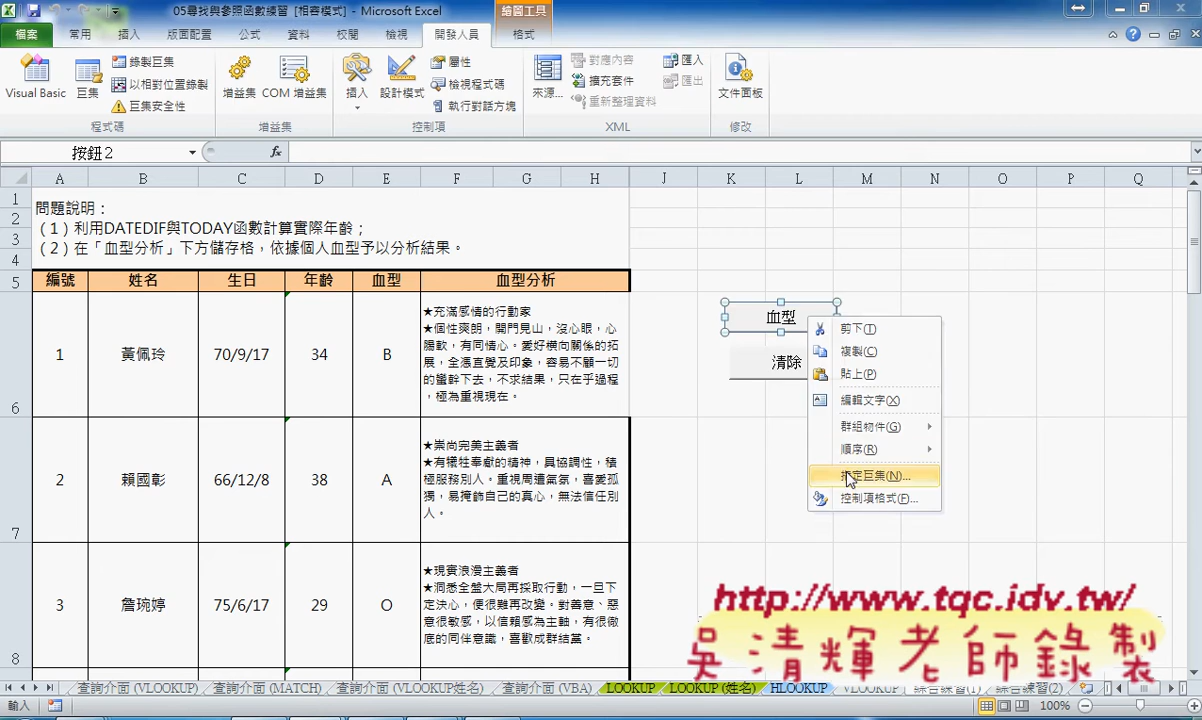 05尋找與參照函數練習 [相容模式] - Microsoft Excel
繪圖工具
檔案 常用 插入 版面配置 公式 資料 校閱 檢視 開發人員 格式
Visual Basic 巨集 錄製巨集 以相對位置錄製 巨集安全性
增益集 COM 增益集
插入 設計模式 屬性 檢視程式碼 執行對話方塊
來源... 對應內容 擴充套件 重新整理資料 匯入 匯出
文件面板
程式碼 增益集 控制項 XML 修改
按鈕2 fx
A B C D E F G H J K L M N O P Q
1
2
3
4
5
6
7
8
問題說明：
（1）利用DATEDIF與TODAY函數計算實際年齡；
（2）在「血型分析」下方儲存格，依據個人血型予以分析結果。
編號 姓名 生日 年齡 血型 血型分析
1 黃佩玲 70/9/17 34 B
★充滿感情的行動家
★個性爽朗，開門見山，沒心眼，心
腸軟，有同情心。愛好橫向關係的拓
展，全憑直覺及印象，容易不顧一切
的蠻幹下去，不求結果，只在乎過程
，極為重視現在。
2 賴國彰 66/12/8 38 A
★崇尚完美主義者
★有犧牲奉獻的精神，具協調性，積
極服務別人。重視周遭氣氛，喜愛孤
獨，易掩飾自己的真心，無法信任別
人。
3 詹琬婷 75/6/17 29 O
★現實浪漫主義者
★洞悉全盤大局再採取行動，一旦下
定決心，便很難再改變。對善意、惡
意很敏感，以信賴感為主軸，有很徹
底的同伴意識，喜歡成群結黨。
血型
清除
剪下(T)
複製(C)
貼上(P)
編輯文字(X)
群組物件(G)
順序(R)
指定巨集(N)...
控制項格式(F)...
http://www.tqc.idv.tw/
吳清輝老師錄製
查詢介面 (VLOOKUP) 查詢介面 (MATCH) 查詢介面 (VLOOKUP姓名) 查詢介面 (VBA) LOOKUP LOOKUP (姓名) HLOOKUP VLOOKUP 綜合練習(1) 綜合練習(2)
輸入 100%